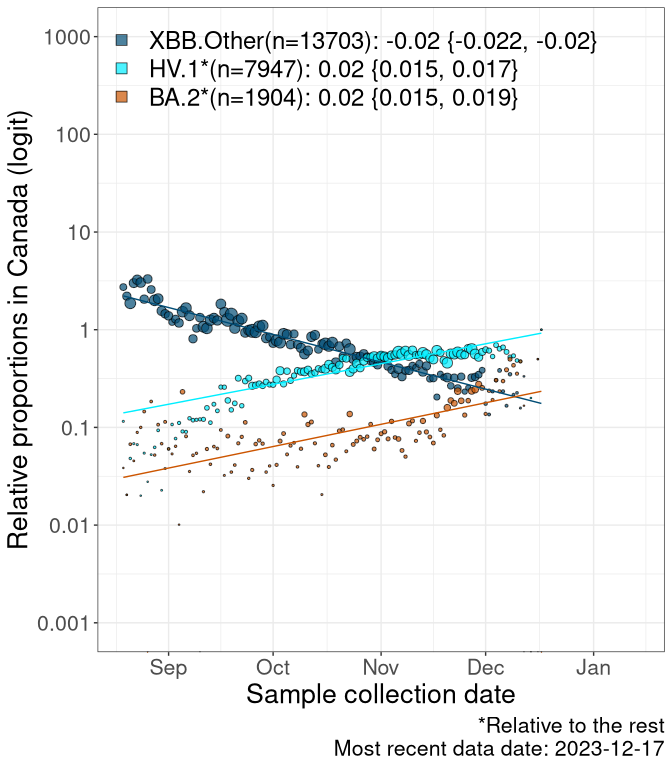 XBB.Other(n=13703): -0.02 {-0.022, -0.02}
HV.1*(n=7947): 0.02 {0.015, 0.017}
BA.2*(n=1904): 0.02 {0.015, 0.019}
Relative proportions in Canada (logit)
1000
100
10
1
0.1
0.01
0.001
Sep Oct Nov Dec Jan
Sample collection date
*Relative to the rest
Most recent data date: 2023-12-17